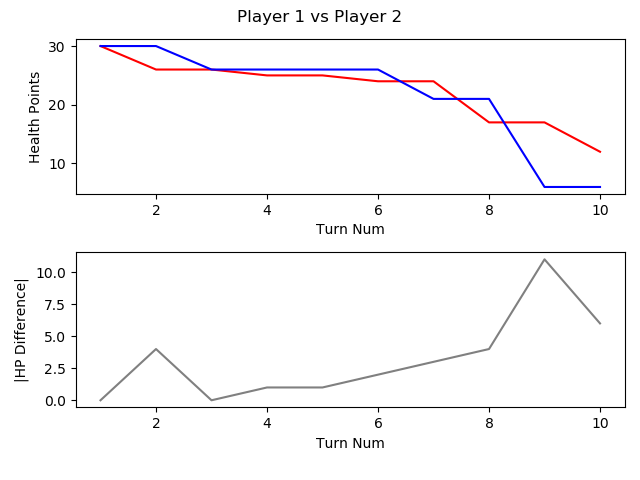 Player 1 vs Player 2
30
20
10
Health Points
2 4 6 8 10
Turn Num
10.0
7.5
5.0
2.5
0.0
|HP Difference|
2 4 6 8 10
Turn Num